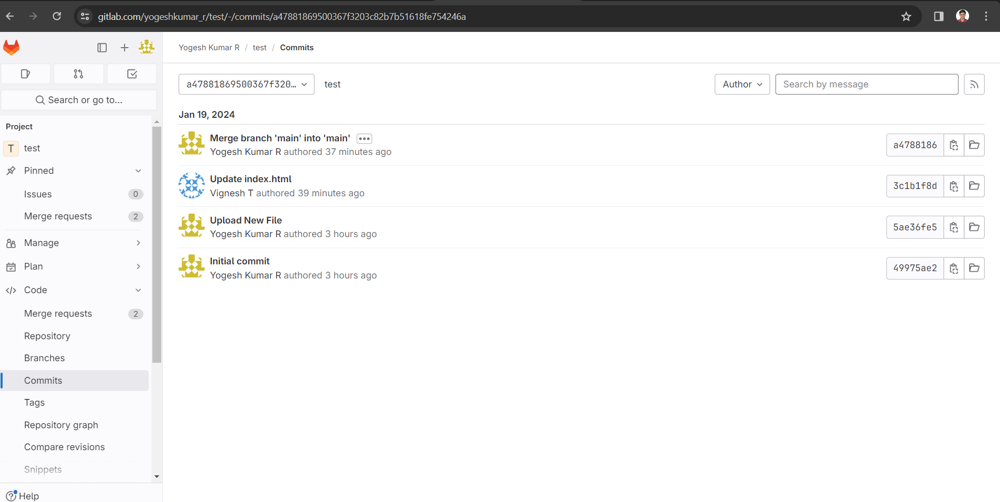 gitlab.com/yogeshkumar_r/test/-/commits/a47881869500367f3203c82b7b51618fe754246a
Search or go to...
Project
T test
Pinned
Issues 0
Merge requests 2
Manage
Plan
Code
Merge requests 2
Repository
Branches
Commits
Tags
Repository graph
Compare revisions
Snippets
Help
Yogesh Kumar R / test / Commits
a47881869500367f320… test
Author
Search by message
Jan 19, 2024
Merge branch 'main' into 'main'
Yogesh Kumar R authored 37 minutes ago
a4788186
Update index.html
Vignesh T authored 39 minutes ago
3c1b1f8d
Upload New File
Yogesh Kumar R authored 3 hours ago
5ae36fe5
Initial commit
Yogesh Kumar R authored 3 hours ago
49975ae2